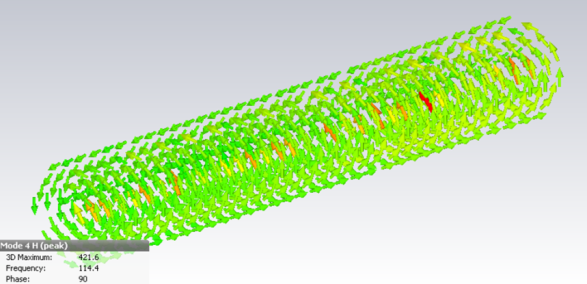 Mode 4 H (peak)
3D Maximum: 421.6
Frequency: 114.4
Phase: 90